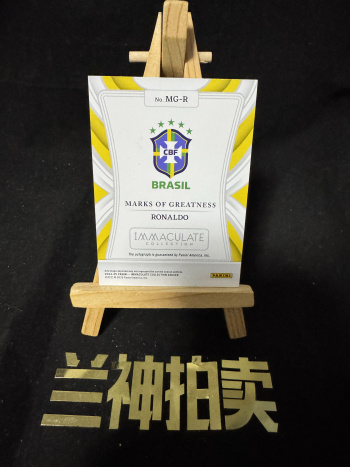 No. MG-R
CBF
BRASIL
MARKS OF GREATNESS
RONALDO
IMMACULATE
COLLECTION
The autograph is guaranteed by Panini America, Inc.
PANINI
兰神拍卖